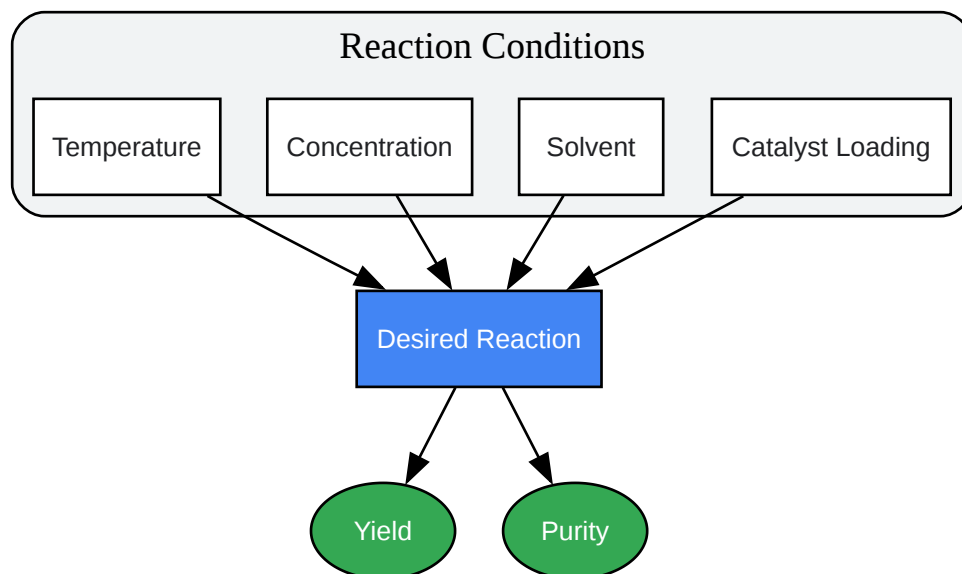 Reaction Conditions
Temperature
Concentration
Solvent
Catalyst Loading
Desired Reaction
Yield
Purity